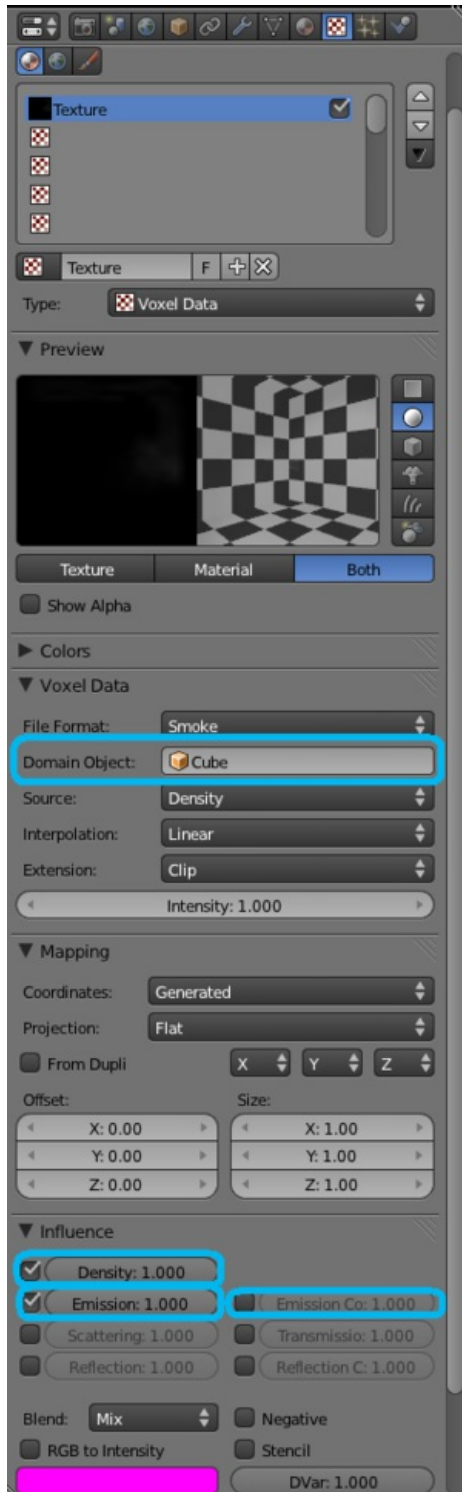 Texture
Texture F
Type: Voxel Data
Preview
Texture Material Both
Show Alpha
Colors
Voxel Data
File Format: Smoke
Domain Object: Cube
Source: Density
Interpolation: Linear
Extension: Clip
Intensity: 1.000
Mapping
Coordinates: Generated
Projection: Flat
From Dupli X Y Z
Offset: Size:
X: 0.00 X: 1.00
Y: 0.00 Y: 1.00
Z: 0.00 Z: 1.00
Influence
Density: 1.000
Emission: 1.000 Emission Co: 1.000
Scattering: 1.000 Transmissio: 1.000
Reflection: 1.000 Reflection C: 1.000
Blend: Mix Negative
RGB to Intensity Stencil
DVar: 1.000